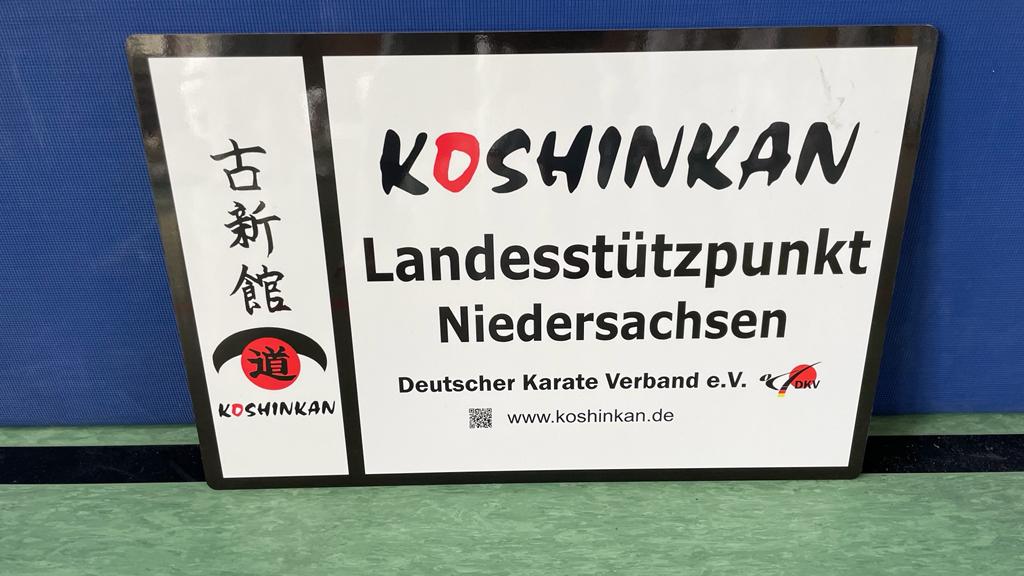 古新館
道
KOSHINKAN
KOSHINKAN
Landesstützpunkt
Niedersachsen
Deutscher Karate Verband e.V. DKV
www.koshinkan.de